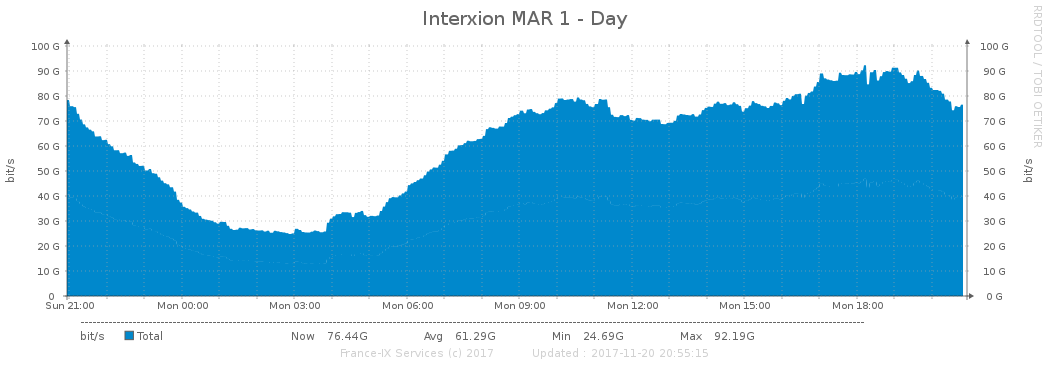 Interxion MAR 1 - Day
RRDTOOL / TOBI OETIKER
bit/s
100 G 100 G
90 G 90 G
80 G 80 G
70 G 70 G
60 G 60 G
50 G 50 G
40 G 40 G
30 G 30 G
20 G 20 G
10 G 10 G
0 0 G
bit/s
Sun 21:00 Mon 00:00 Mon 03:00 Mon 06:00 Mon 09:00 Mon 12:00 Mon 15:00 Mon 18:00
bit/s Total Now 76.44G Avg 61.29G Min 24.69G Max 92.19G
France-IX Services (c) 2017 Updated : 2017-11-20 20:55:15